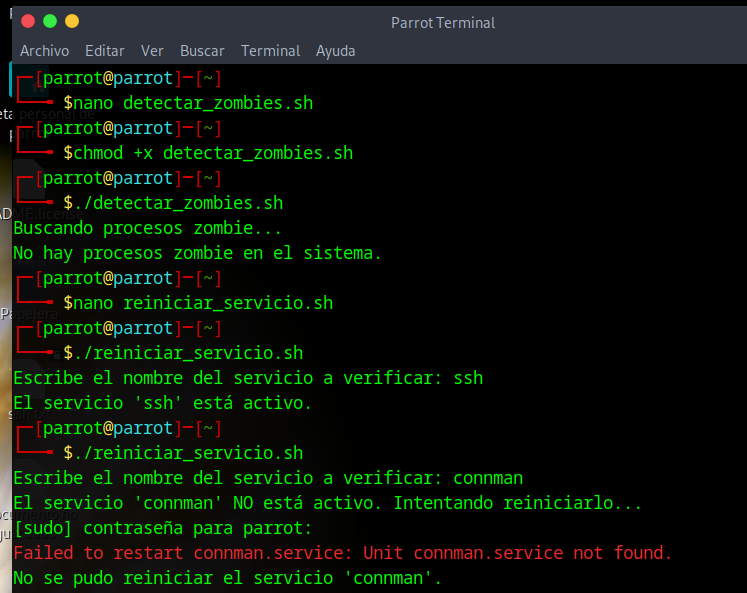 Parrot Terminal
Archivo Editar Ver Buscar Terminal Ayuda
[parrot@parrot]-[~]
$nano detectar_zombies.sh
[parrot@parrot]-[~]
$chmod +x detectar_zombies.sh
[parrot@parrot]-[~]
$./detectar_zombies.sh
Buscando procesos zombie...
No hay procesos zombie en el sistema.
[parrot@parrot]-[~]
$nano reiniciar_servicio.sh
[parrot@parrot]-[~]
$./reiniciar_servicio.sh
Escribe el nombre del servicio a verificar: ssh
El servicio 'ssh' está activo.
[parrot@parrot]-[~]
$./reiniciar_servicio.sh
Escribe el nombre del servicio a verificar: connman
El servicio 'connman' NO está activo. Intentando reiniciarlo...
[sudo] contraseña para parrot:
Failed to restart connman.service: Unit connman.service not found.
No se pudo reiniciar el servicio 'connman'.